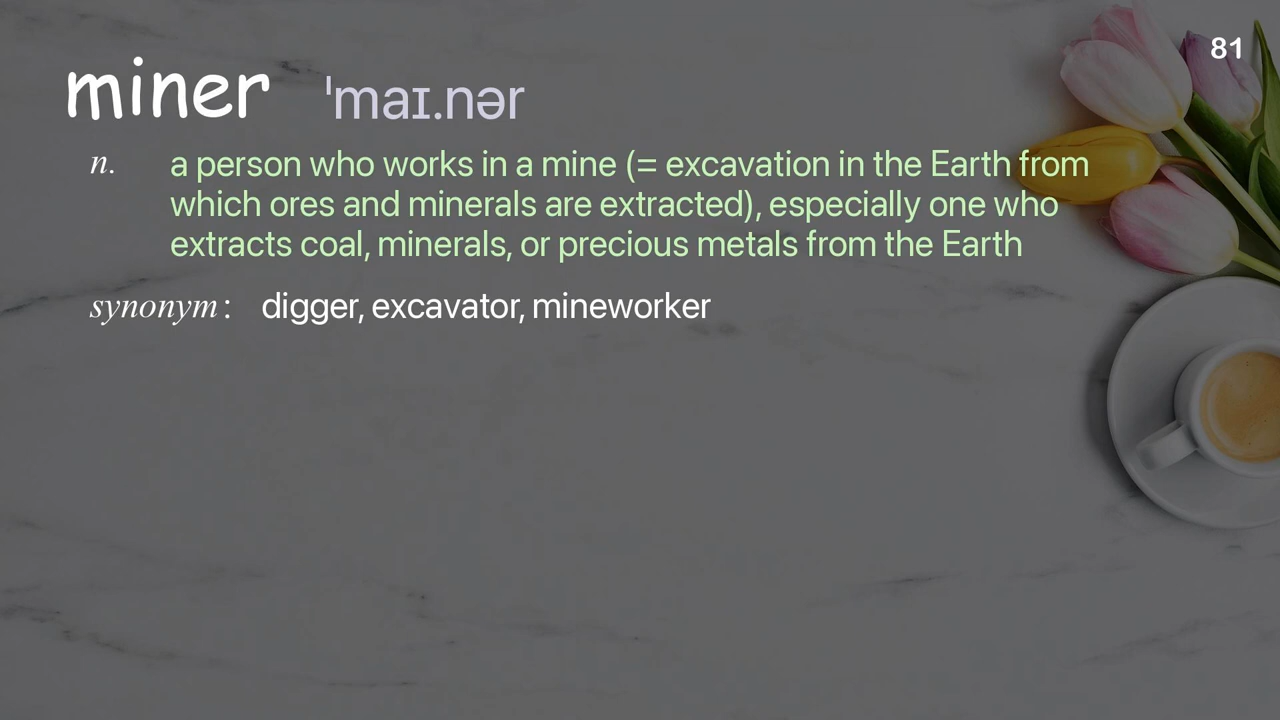 81
miner ˈmaɪ.nər
n. a person who works in a mine (= excavation in the Earth from
which ores and minerals are extracted), especially one who
extracts coal, minerals, or precious metals from the Earth
synonym: digger, excavator, mineworker